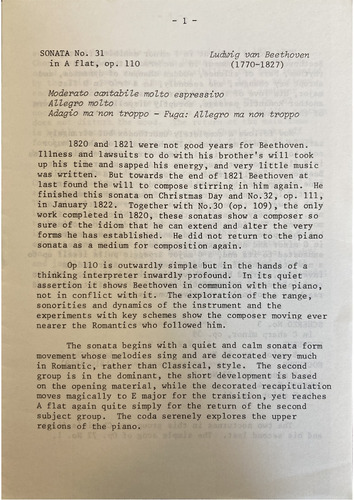 - 1 -
SONATA No. 31 Ludwig van Beethoven
in A flat, op. 110 (1770-1827)
Moderato cantabile molto espressivo
Allegro molto
Adagio ma non troppo - Fuga: Allegro ma non troppo
1820 and 1821 were not good years for Beethoven.
Illness and lawsuits to do with his brother's will took
up his time and sapped his energy, and very little music
was written. But towards the end of 1821 Beethoven at
last found the will to compose stirring in him again. He
finished this sonata on Christmas Day and No.32, op. 111,
in January 1822. Together with No.30 (op. 109), the only
work completed in 1820, these sonatas show a composer so
sure of the idiom that he can extend and alter the very
forms he has established. He did not return to the piano
sonata as a medium for composition again.
Op 110 is outwardly simple but in the hands of a
thinking interpreter inwardly profound. In its quiet
assertion it shows Beethoven in communion with the piano,
not in conflict with it. The exploration of the range,
sonorities and dynamics of the instrument and the
experiments with key schemes show the composer moving ever
nearer the Romantics who followed him.
The sonata begins with a quiet and calm sonata form
movement whose melodies sing and are decorated very much
in Romantic, rather than Classical, style. The second
group is in the dominant, the short development is based
on the opening material, while the decorated recapitulation
moves magically to E major for the transition, yet reaches
A flat again quite simply for the return of the second
subject group. The coda serenely explores the upper
regions of the piano.